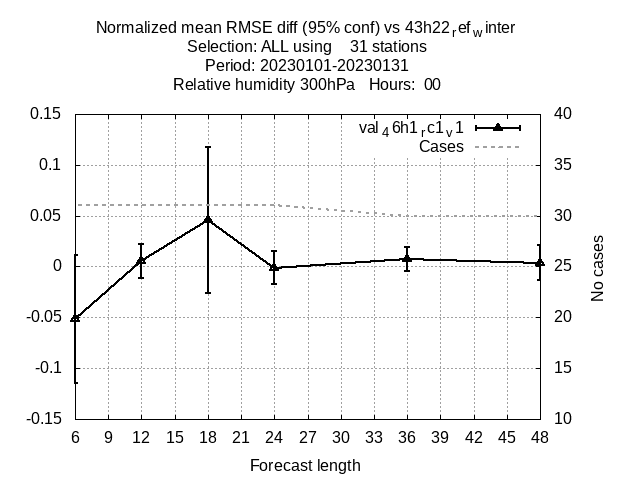 Normalized mean RMSE diff (95% conf) vs 43h22refwinter
Selection: ALL using 31 stations
Period: 20230101-20230131
Relative humidity 300hPa Hours: 00
0.15
0.1
0.05
0
-0.05
-0.1
-0.15
40
35
30
25
20
15
10
val46h1rc1v1
Cases
No cases
6 9 12 15 18 21 24 27 30 33 36 39 42 45 48
Forecast length